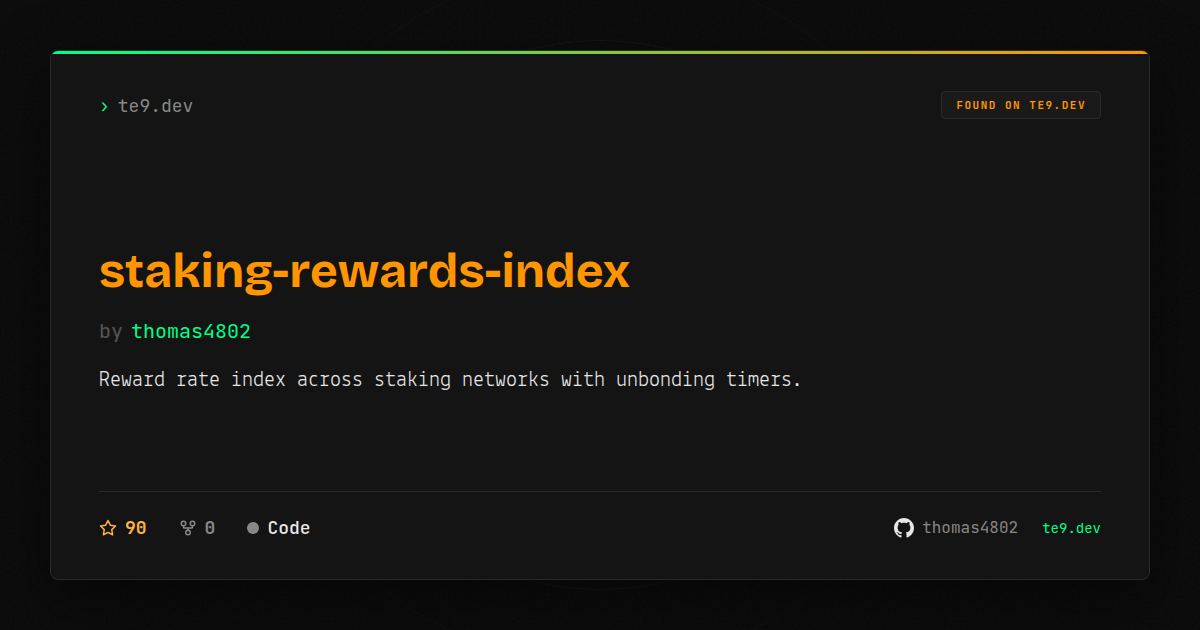 › te9.dev
FOUND ON TE9.DEV
staking-rewards-index
by thomas4802
Reward rate index across staking networks with unbonding timers.
90 0 Code
thomas4802 te9.dev